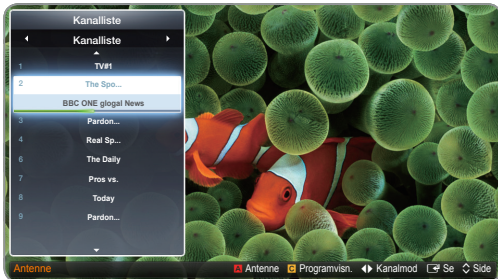 Kanalliste
Kanalliste
1 TV#1
2 The Spo...
BBC ONE glogal News
3 Pardon...
4 Real Sp...
6 The Daily
7 Pros vs.
8 Today
9 Pardon...
Antenne A Antenne C Programvisn. Kanalmod Se Side